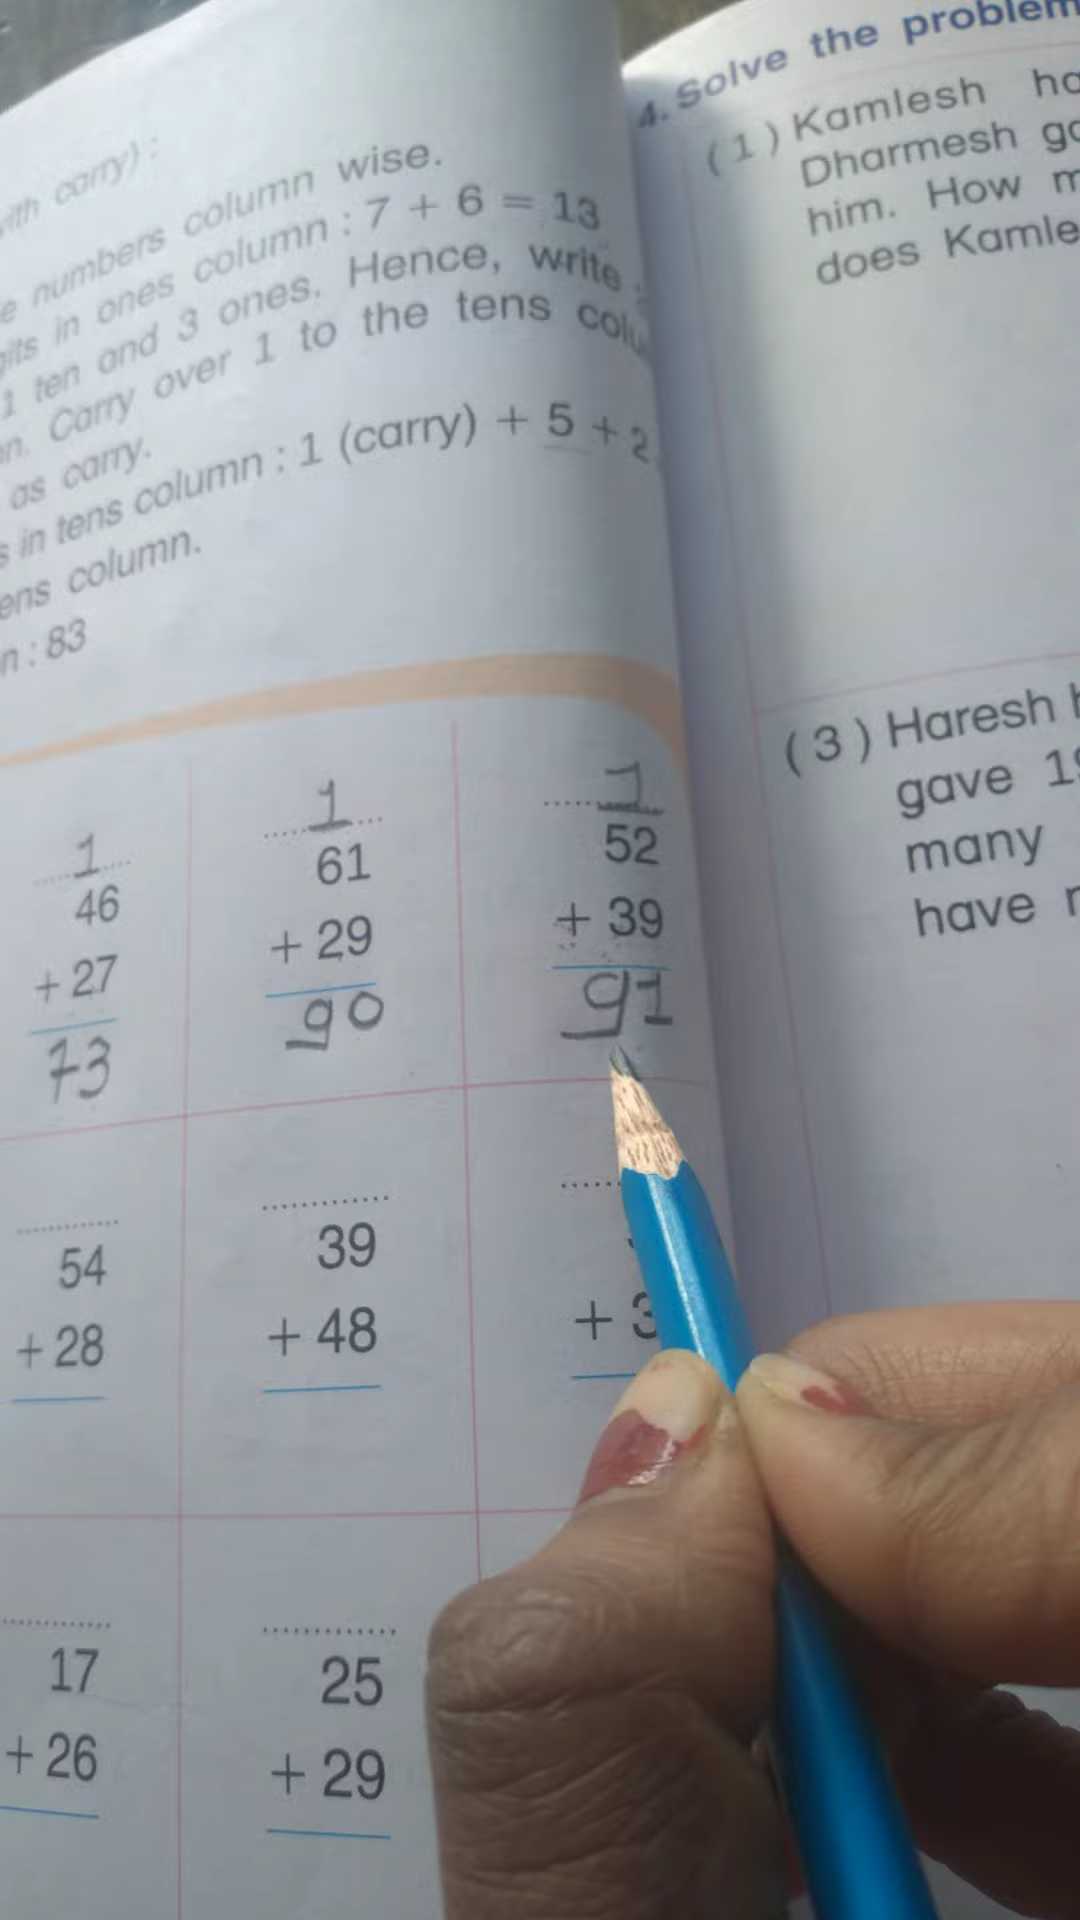 with carry) :
e numbers column wise.
gits in ones column : 7 + 6 = 13
1 ten and 3 ones. Hence, write
n. Carry over 1 to the tens colu
as carry.
s in tens column : 1 (carry) + 5 + 2
ens column.
n : 83
1
46
+ 27
73
1
61
+ 29
90
1
52
+ 39
91
54
+ 28
39
+ 48
+ 3
17
+ 26
25
+ 29
4. Solve the problem
( 1 ) Kamlesh ha
Dharmesh ga
him. How m
does Kamle
( 3 ) Haresh h
gave 19
many
have r